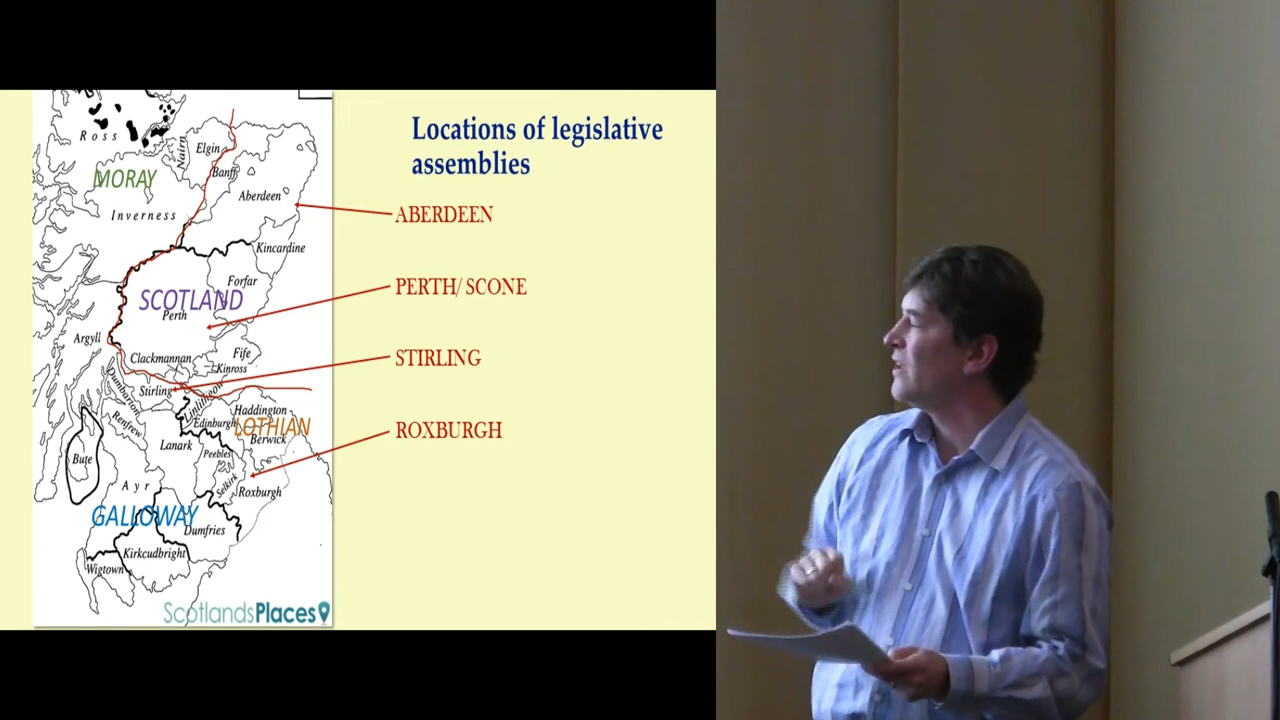 Locations of legislative
assemblies
ABERDEEN
PERTH/ SCONE
STIRLING
ROXBURGH
Ross
MORAY
Nairn
Elgin
Banff
Aberdeen
Inverness
Kincardine
Forfar
SCOTLAND
Perth
Argyll
Fife
Clackmannan
Kinross
Dumbarton
Stirling
Linlithgow
Renfrew
Haddington
Edinburgh
LOTHIAN
Berwick
Lanark
Peebles
Bute
Selkirk
Ayr
Roxburgh
GALLOWAY
Dumfries
Kirkcudbright
Wigtown
ScotlandsPlaces